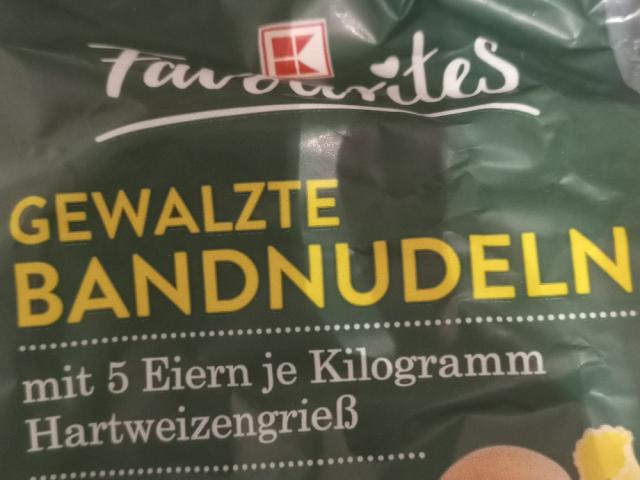 K Favourites
GEWALZTE
BANDNUDELN
mit 5 Eiern je Kilogramm
Hartweizengrieß